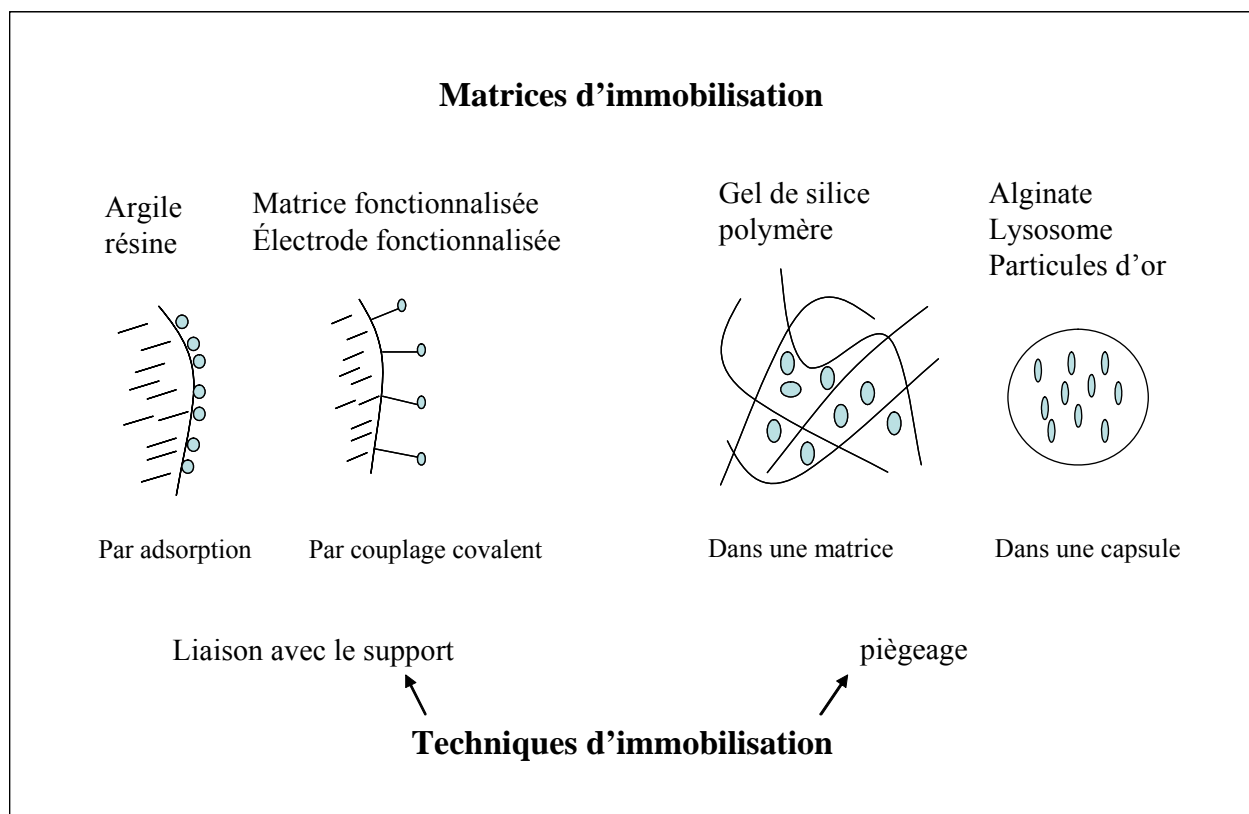 Matrices d’immobilisation
Argile
résine
Matrice fonctionnalisée
Électrode fonctionnalisée
Gel de silice
polymère
Alginate
Lysosome
Particules d’or
Par adsorption
Par couplage covalent
Dans une matrice
Dans une capsule
Liaison avec le support
piègeage
Techniques d’immobilisation